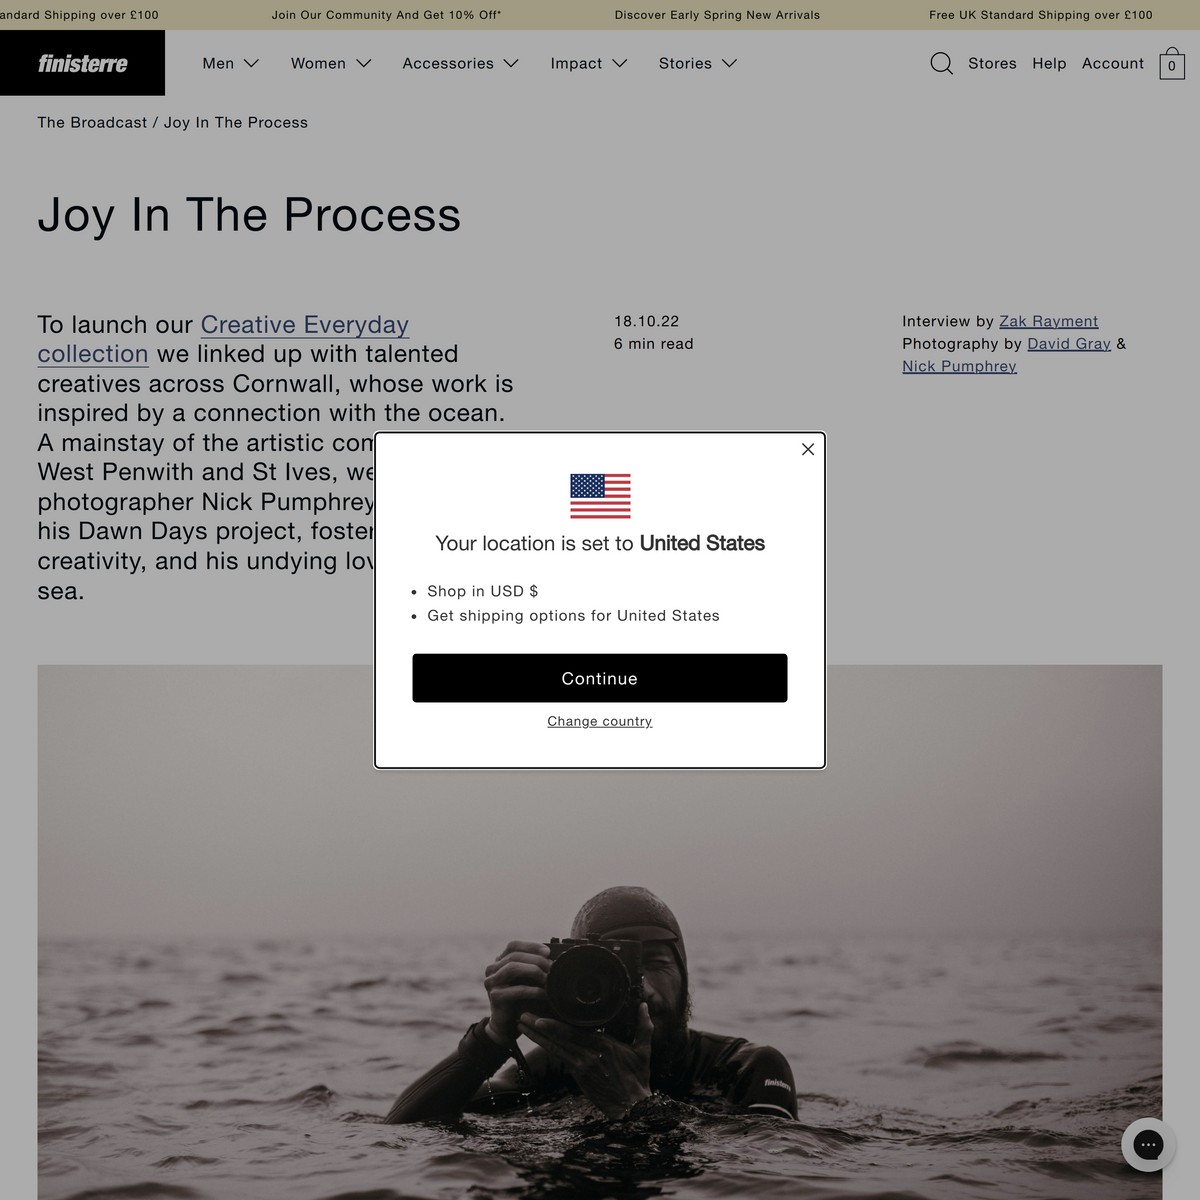 andard Shipping over £100
Join Our Community And Get 10% Off*
Discover Early Spring New Arrivals
Free UK Standard Shipping over £100
finisterre
Men
Women
Accessories
Impact
Stories
Stores
Help
Account
0
The Broadcast / Joy In The Process
Joy In The Process
To launch our Creative Everyday
collection we linked up with talented
creatives across Cornwall, whose work is
inspired by a connection with the ocean.
A mainstay of the artistic com
West Penwith and St Ives, we
photographer Nick Pumphrey
his Dawn Days project, foster
creativity, and his undying lov
sea.
18.10.22
6 min read
Interview by Zak Rayment
Photography by David Gray &
Nick Pumphrey
Your location is set to United States
• Shop in USD $
• Get shipping options for United States
Continue
Change country
finisterre